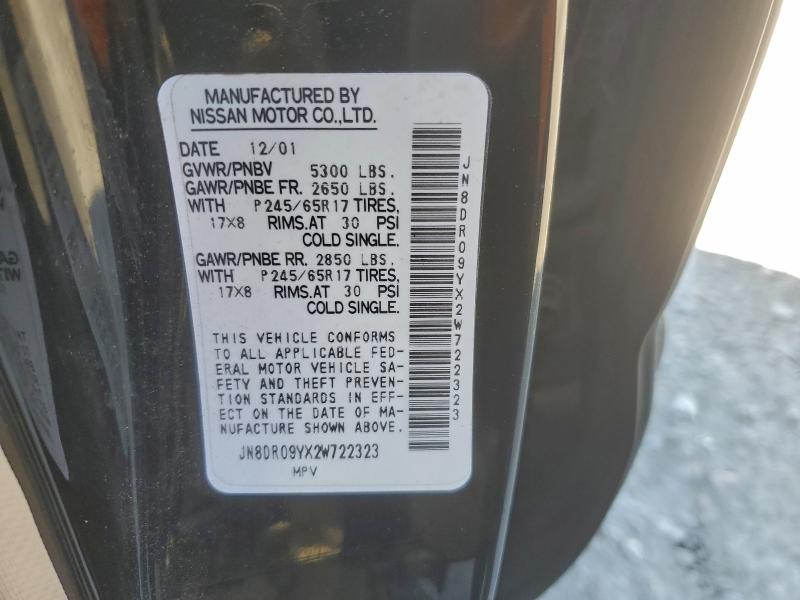 MANUFACTURED BY
NISSAN MOTOR CO.,LTD.
DATE 12/01
GVWR/PNBV 5300 LBS.
GAWR/PNBE FR. 2650 LBS.
WITH P245/65R17 TIRES,
17X8 RIMS.AT 30 PSI
COLD SINGLE.
GAWR/PNBE RR. 2850 LBS.
WITH P245/65R17 TIRES,
17X8 RIMS.AT 30 PSI
COLD SINGLE.
THIS VEHICLE CONFORMS
TO ALL APPLICABLE FED-
ERAL MOTOR VEHICLE SA-
FETY AND THEFT PREVEN-
TION STANDARDS IN EFF-
ECT ON THE DATE OF MA-
NUFACTURE SHOWN ABOVE.
JN8DR09YX2W722323
MPV
JN8DR09YX2W722323